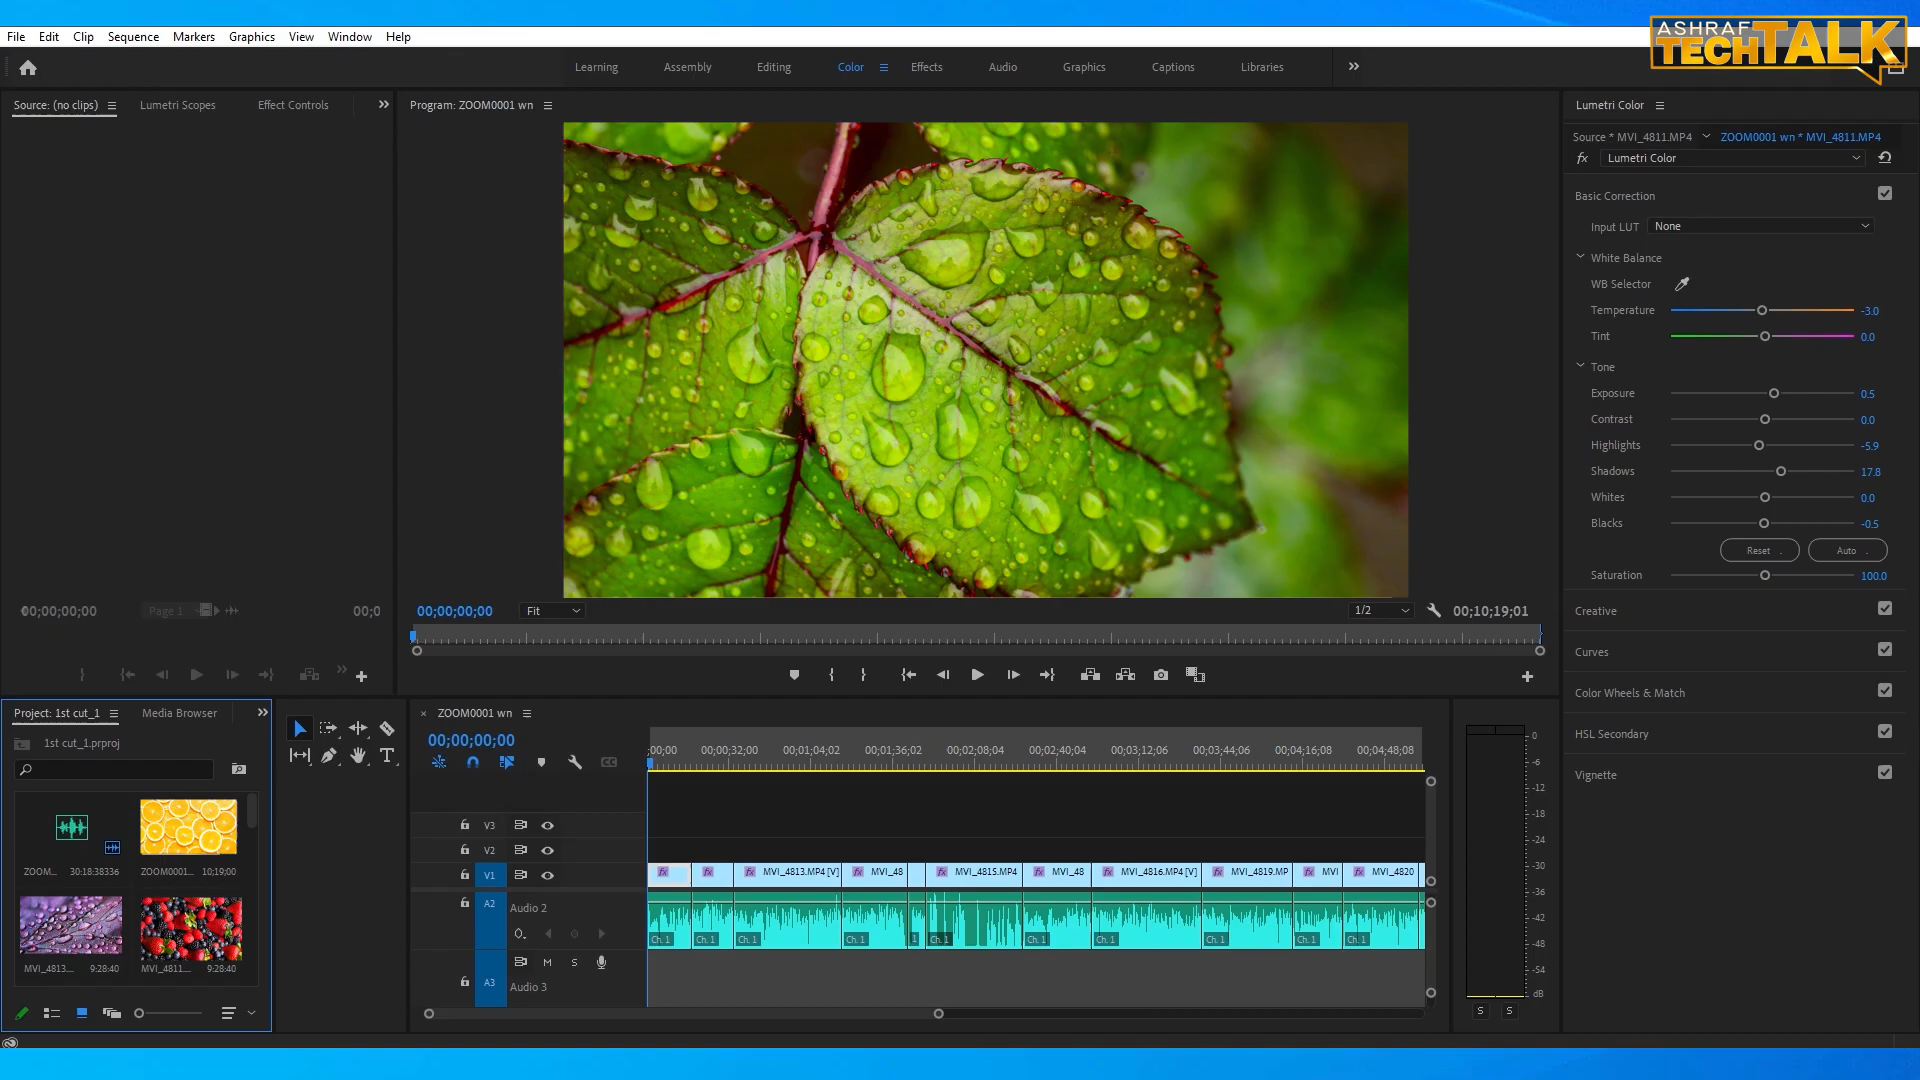 ASHRAF
TECH TALK
File Edit Clip Sequence Markers Graphics View Window Help
Learning Assembly Editing Color Effects Audio Graphics Captions Libraries
Source: (no clips) Lumetri Scopes Effect Controls
Program: ZOOM0001 wn
Lumetri Color
Source * MVI_4811.MP4 ZOOM0001 wn * MVI_4811.MP4
fx Lumetri Color
Basic Correction
Input LUT None
White Balance
WB Selector
Temperature -3.0
Tint 0.0
Tone
Exposure 0.5
Contrast 0.0
Highlights -5.9
Shadows 17.8
Whites 0.0
Blacks -0.5
Reset Auto
Saturation 100.0
Creative
Curves
Color Wheels & Match
HSL Secondary
Vignette
00;00;00;00 Page 1 00;0
00;00;00;00 Fit 1/2 00;10;19;01
Project: 1st cut_1 Media Browser
1st cut_1.prproj
ZOOM... 30:18:38336 ZOOM0001... 10;19;00
MVI_4813... 9:28:40 MVI_4811... 9:28:40
ZOOM0001 wn
00;00;00;00
;00;00 00;00;32;00 00;01;04;02 00;01;36;02 00;02;08;04 00;02;40;04 00;03;12;06 00;03;44;06 00;04;16;08 00;04;48;08
V3
V2
V1 fx fx fx MVI_4813.MP4 [V] fx MVI_48 fx MVI_4815.MP4 fx MVI_48 fx MVI_4816.MP4 [V] fx MVI_4819.MP fx MVI fx MVI_4820
A2 Audio 2
Ch. 1 Ch. 1 Ch. 1 Ch. 1 1 Ch. 1 Ch. 1 Ch. 1 Ch. 1 Ch. 1 Ch. 1
M S
A3 Audio 3
0
-6
-12
-18
-24
-30
-36
-42
-48
-54
dB
S S